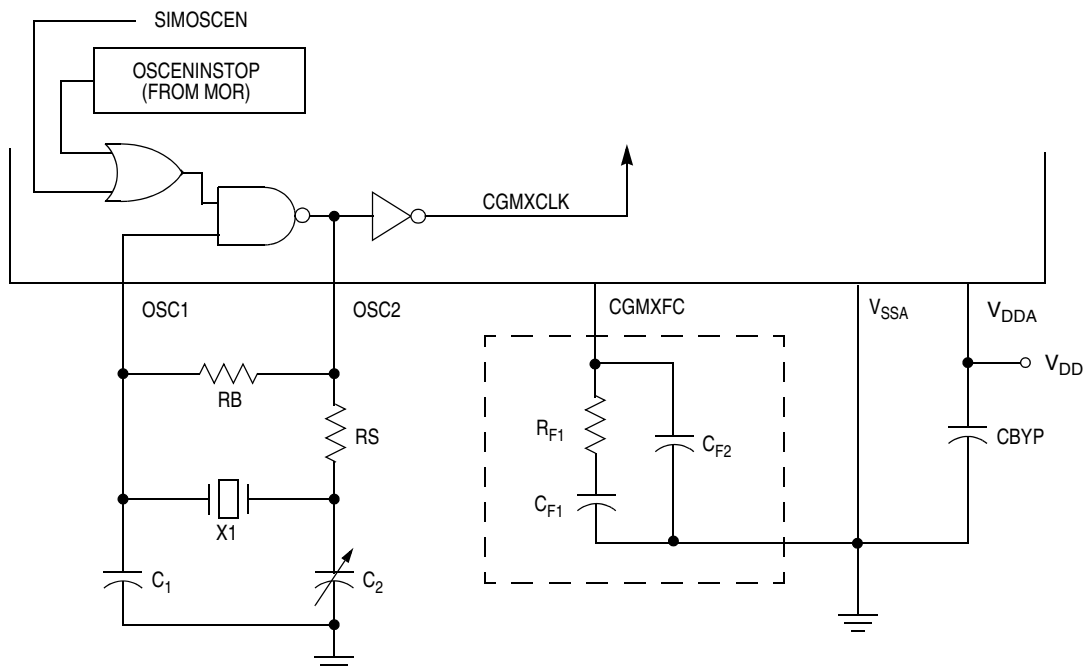 SIMOSCEN
OSCENINSTOP
(FROM MOR)
CGMXCLK
OSC1
OSC2
CGMXFC
VSSA
VDDA
VDD
RB
RS
RF1
CF2
CBYP
CF1
X1
C1
C2